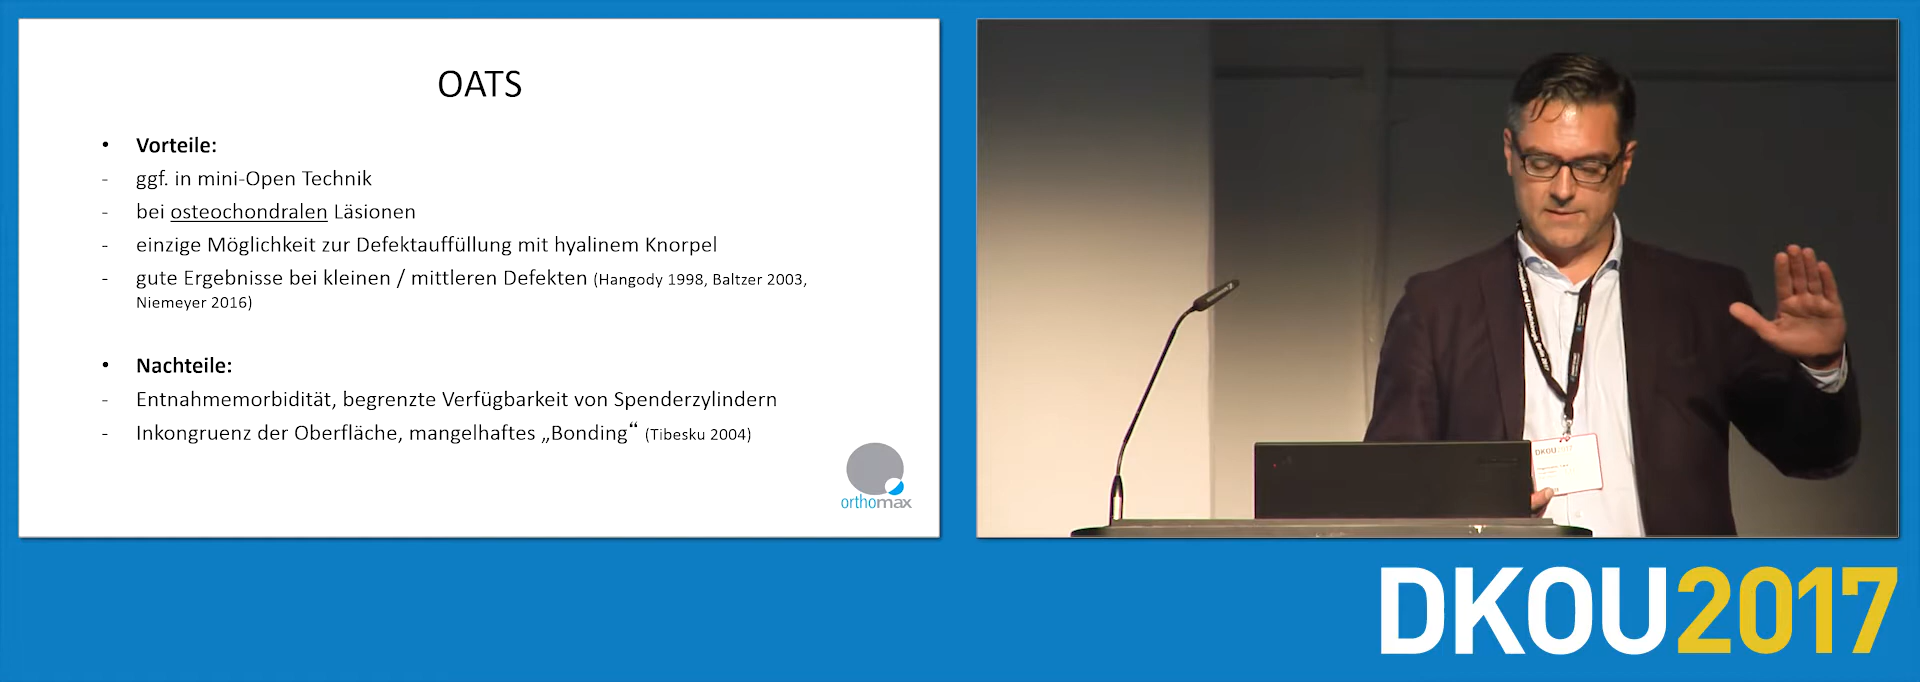 OATS
• Vorteile:
- ggf. in mini-Open Technik
- bei osteochondralen Läsionen
- einzige Möglichkeit zur Defektauffüllung mit hyalinem Knorpel
- gute Ergebnisse bei kleinen / mittleren Defekten (Hangody 1998, Baltzer 2003,
Niemeyer 2016)
• Nachteile:
- Entnahmemorbidität, begrenzte Verfügbarkeit von Spenderzylindern
- Inkongruenz der Oberfläche, mangelhaftes „Bonding“ (Tibesku 2004)
orthomax
DKOU2017
DKOU2017